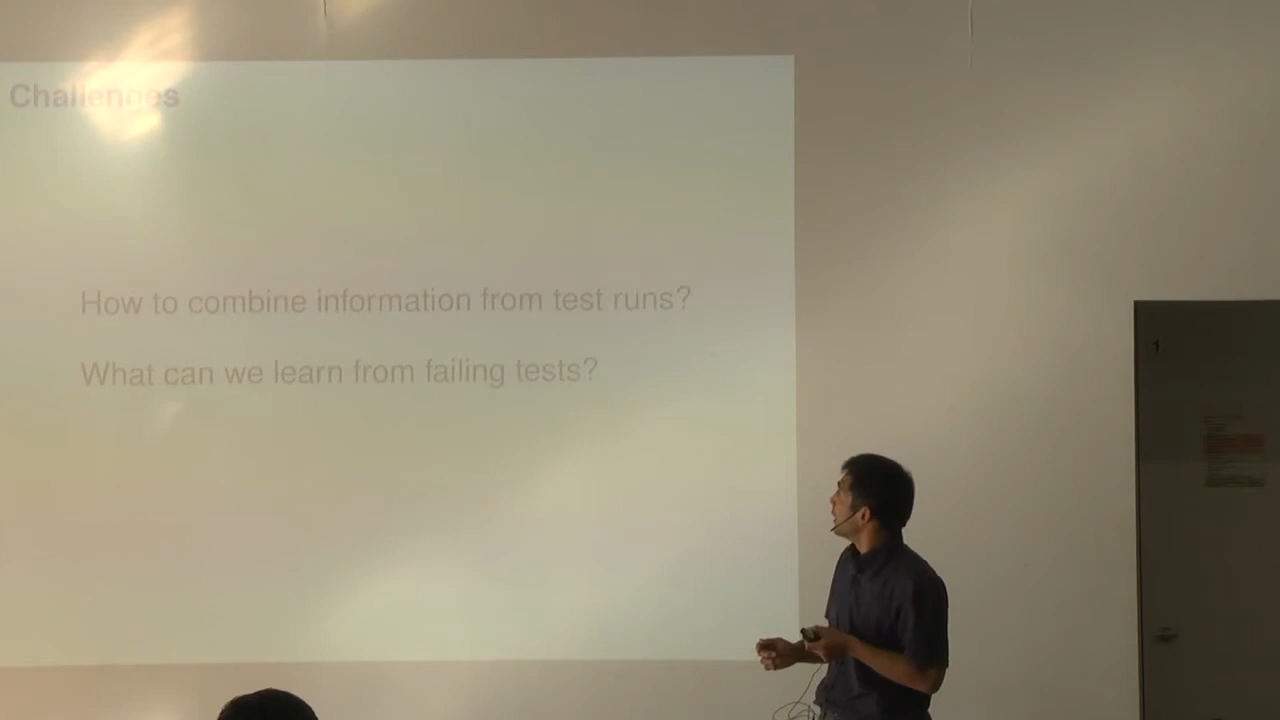 Challenges
How to combine information from test runs?
What can we learn from failing tests?